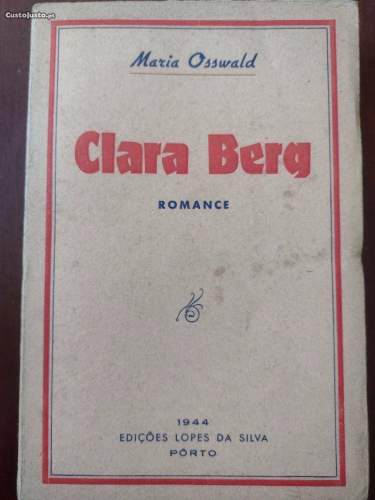 CustoJusto.pt
Maria Osswald
Clara Berg
ROMANCE
1944
EDIÇÕES LOPES DA SILVA
PÔRTO